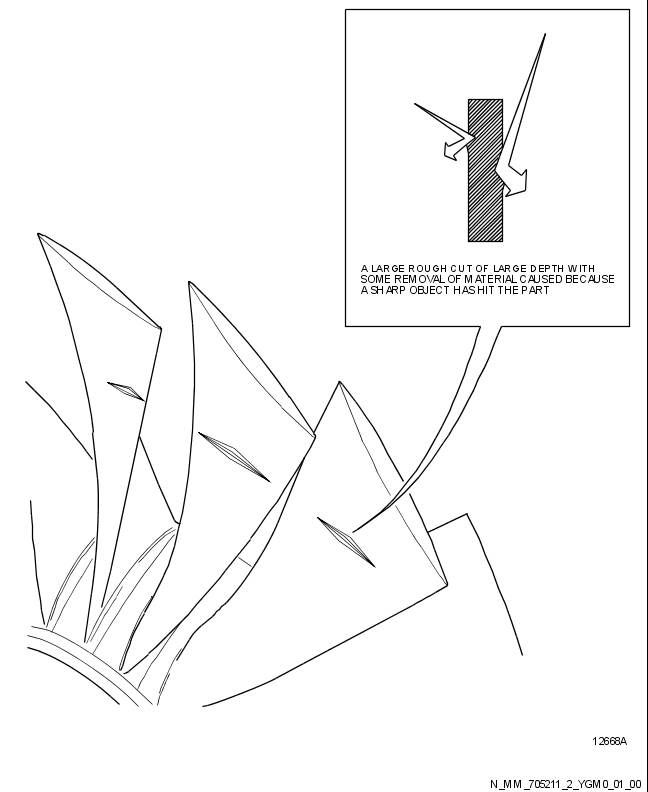 A LARGE ROUGH CUT OF LARGE DEPTH WITH
SOME REMOVAL OF MATERIAL CAUSED BECAUSE
A SHARP OBJECT HAS HIT THE PART
12668A
N_MM_705211_2_YGM0_01_00